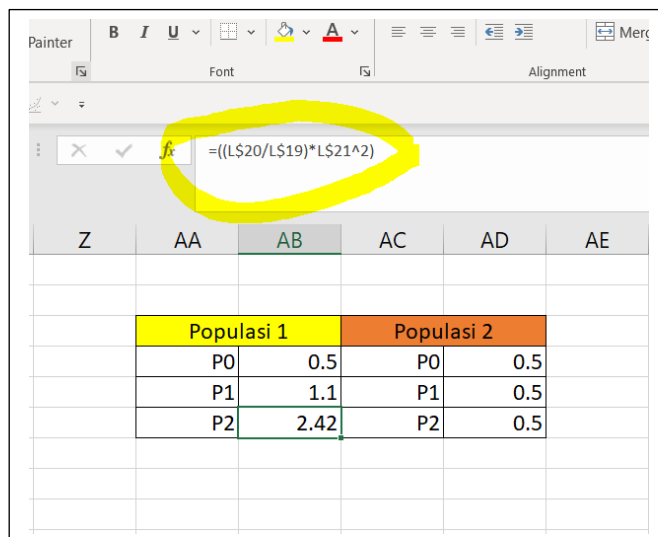 Painter
B I U A Merg
Font Alignment
fx =((L$20/L$19)*L$21^2)
Z AA AB AC AD AE
Populasi 1 Populasi 2
P0 0.5 P0 0.5
P1 1.1 P1 0.5
P2 2.42 P2 0.5